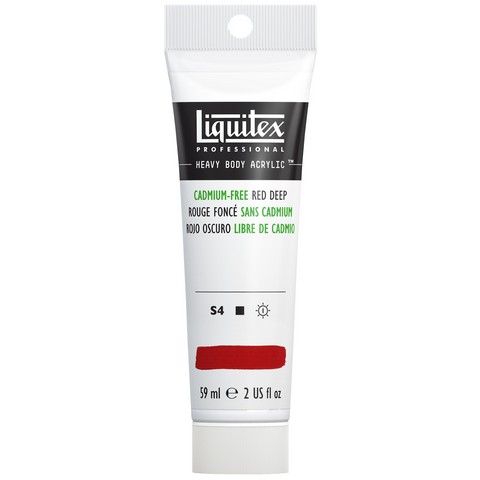 Liquitex
PROFESSIONAL
HEAVY BODY ACRYLIC™
CADMIUM-FREE RED DEEP
ROUGE FONCÉ SANS CADMIUM
ROJO OSCURO LIBRE DE CADMIO
S4 ■ I
59 ml ℮ 2 US fl oz